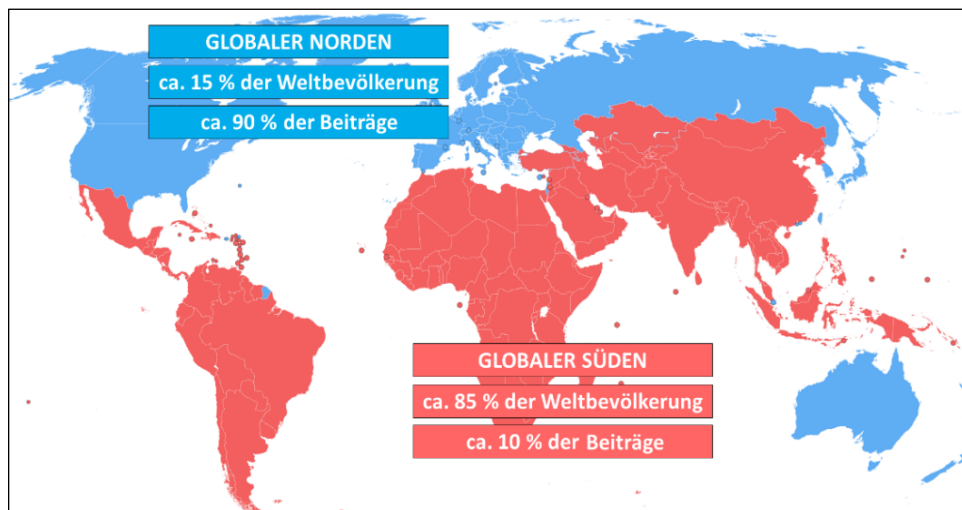 GLOBALER NORDEN
ca. 15 % der Weltbevölkerung
ca. 90 % der Beiträge
GLOBALER SÜDEN
ca. 85 % der Weltbevölkerung
ca. 10 % der Beiträge